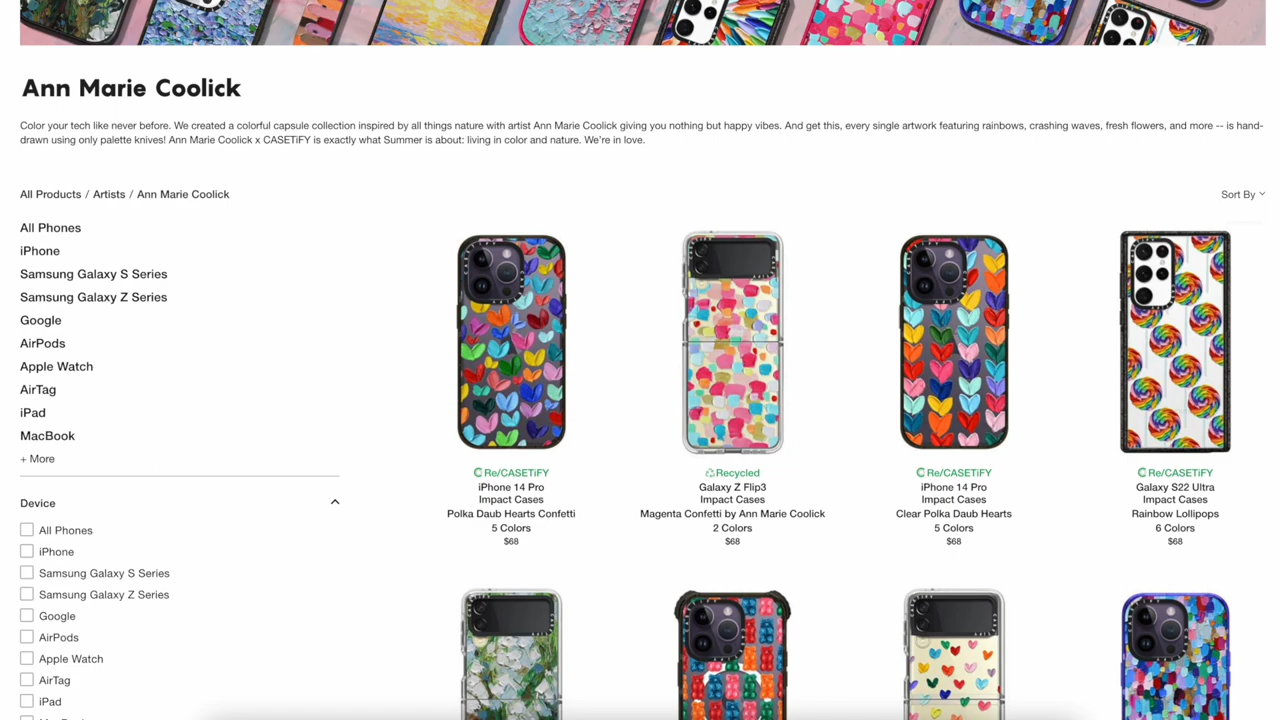 Ann Marie Coolick
Color your tech like never before. We created a colorful capsule collection inspired by all things nature with artist Ann Marie Coolick giving you nothing but happy vibes. And get this, every single artwork featuring rainbows, crashing waves, fresh flowers, and more -- is hand-
drawn using only palette knives! Ann Marie Coolick x CASETiFY is exactly what Summer is about: living in color and nature. We're in love.
All Products / Artists / Ann Marie Coolick
Sort By
All Phones
iPhone
Samsung Galaxy S Series
Samsung Galaxy Z Series
Google
AirPods
Apple Watch
AirTag
iPad
MacBook
+ More
Device
All Phones
iPhone
Samsung Galaxy S Series
Samsung Galaxy Z Series
Google
AirPods
Apple Watch
AirTag
iPad
Re/CASETiFY
iPhone 14 Pro
Impact Cases
Polka Daub Hearts Confetti
5 Colors
$68
Recycled
Galaxy Z Flip3
Impact Cases
Magenta Confetti by Ann Marie Coolick
2 Colors
$68
Re/CASETiFY
iPhone 14 Pro
Impact Cases
Clear Polka Daub Hearts
5 Colors
$68
Re/CASETiFY
Galaxy S22 Ultra
Impact Cases
Rainbow Lollipops
6 Colors
$68